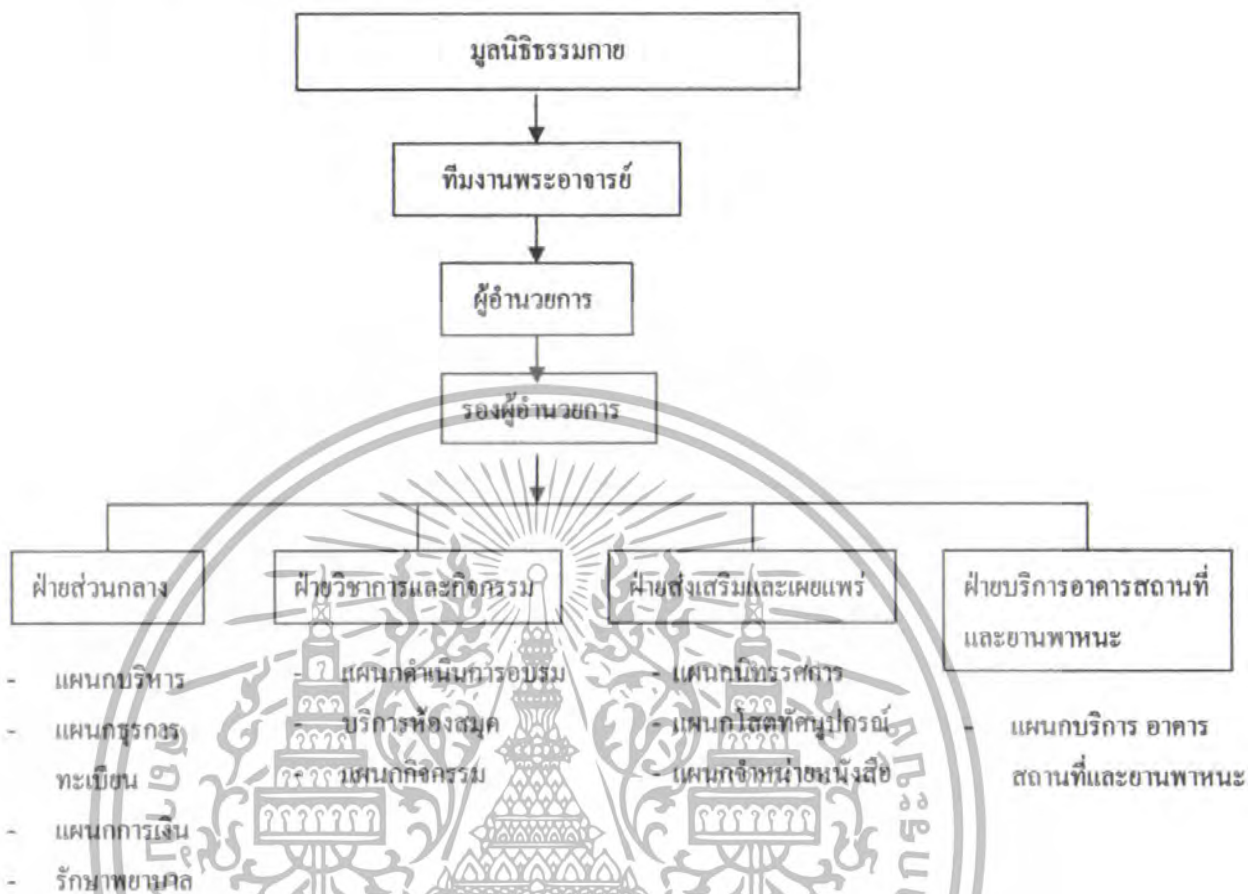 มูลนิธิธรรมกาย
ทีมงานพระอาจารย์
ผู้อำนวยการ
รองผู้อำนวยการ
ฝ่ายส่วนกลาง
- แผนกบริหาร
- แผนกธุรการ
ทะเบียน
- แผนกการเงิน
- รักษาพยาบาล
ฝ่ายวิชาการและกิจกรรม
- แผนกดำเนินการอบรม
- บริการห้องสมุด
- แผนกกิจกรรม
ฝ่ายส่งเสริมและเผยแพร่
- แผนกนิทรรศการ
- แผนกโสตทัศนูปกรณ์
- แผนกจำหน่ายหนังสือ
ฝ่ายบริการอาคารสถานที่
และยานพาหนะ
- แผนกบริการ อาคาร
สถานที่และยานพาหนะ